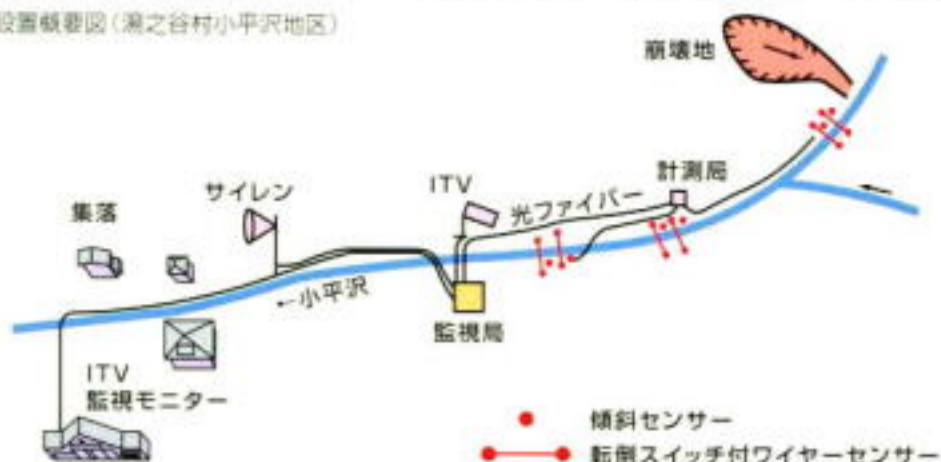 設置概要図(湯之谷村小平沢地区)
崩壊地
計測局
ITV
光ファイバー
サイレン
集落
←小平沢
監視局
ITV
監視モニター
傾斜センサー
転倒スイッチ付ワイヤーセンサー